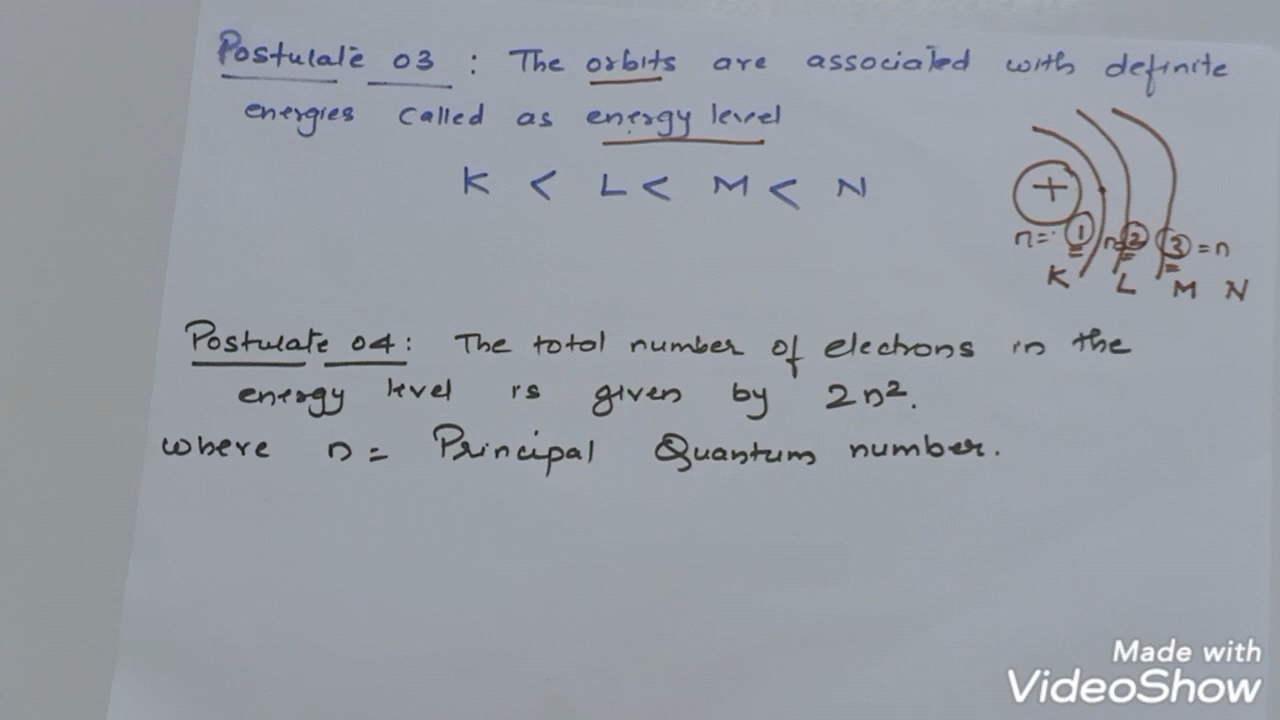 Postulate 03 : The orbits are associated with definite
energies called as energy level
K < L < M < N
+
n= 1 n=2 3 =n
K L M N
Postulate 04: The total number of electrons in the
energy level is given by 2n².
where n = Principal Quantum number.
Made with
VideoShow